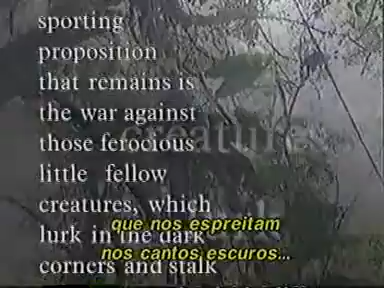 sporting
proposition
that remains is
the war against
those ferocious
creature
little fellow
creatures, which
que nos espreitam
lurk in the dark
nos cantos escuros...
corners and stalk